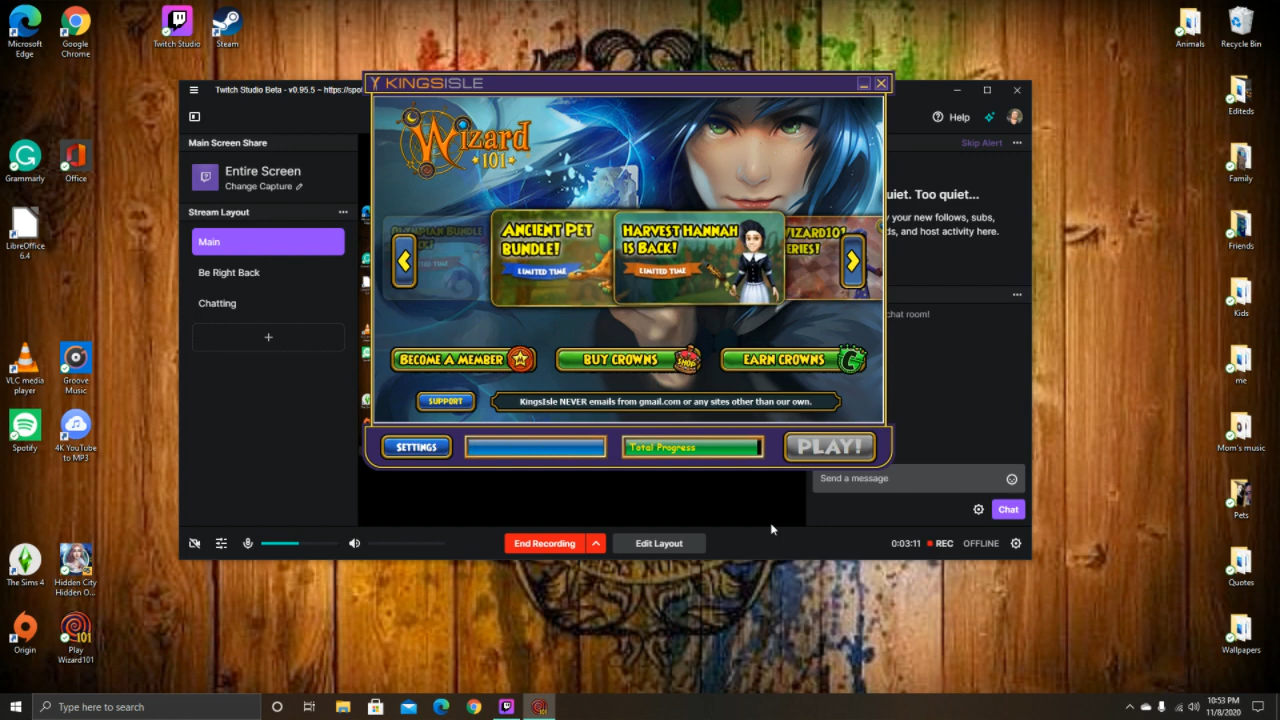 Microsoft
Edge
Google
Chrome
Twitch Studio
Steam
Animals
Recycle Bin
Grammarly
Office
LibreOffice
6.4
VLC media
player
Groove
Music
Spotify
4K YouTube
to MP3
The Sims 4
Hidden City
Hidden O...
Origin
Play
Wizard101
Editeds
Family
Friends
Kids
me
Mom's music
Pets
Quotes
Wallpapers
Twitch Studio Beta - v0.95.5 ~ https://spo
Help
Main Screen Share
Skip Alert
Entire Screen
Change Capture
Stream Layout
Main
Be Right Back
Chatting
uiet. Too quiet...
your new follows, subs,
ds, and host activity here.
chat room!
Send a message
Chat
End Recording
Edit Layout
0:03:11 REC OFFLINE
KINGSISLE
Wizard
101
OLYMPIAN BUNDLE
ANCIENT PET
BUNDLE!
LIMITED TIME
HARVEST HANNAH
IS BACK!
LIMITED TIME
BECOME A MEMBER
BUY CROWNS
SHOP
EARN CROWNS
SUPPORT
KingsIsle NEVER emails from gmail.com or any sites other than our own.
SETTINGS
Total Progress
PLAY!
Type here to search
10:53 PM
11/8/2020